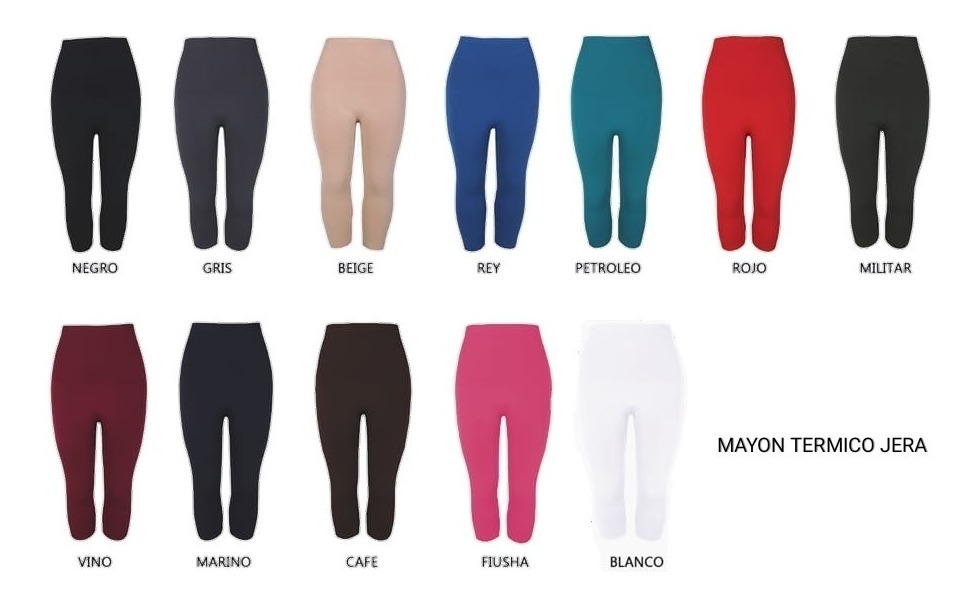 NEGRO
GRIS
BEIGE
REY
PETROLEO
ROJO
MILITAR
VINO
MARINO
CAFE
FIUSHA
BLANCO
MAYON TERMICO JERA